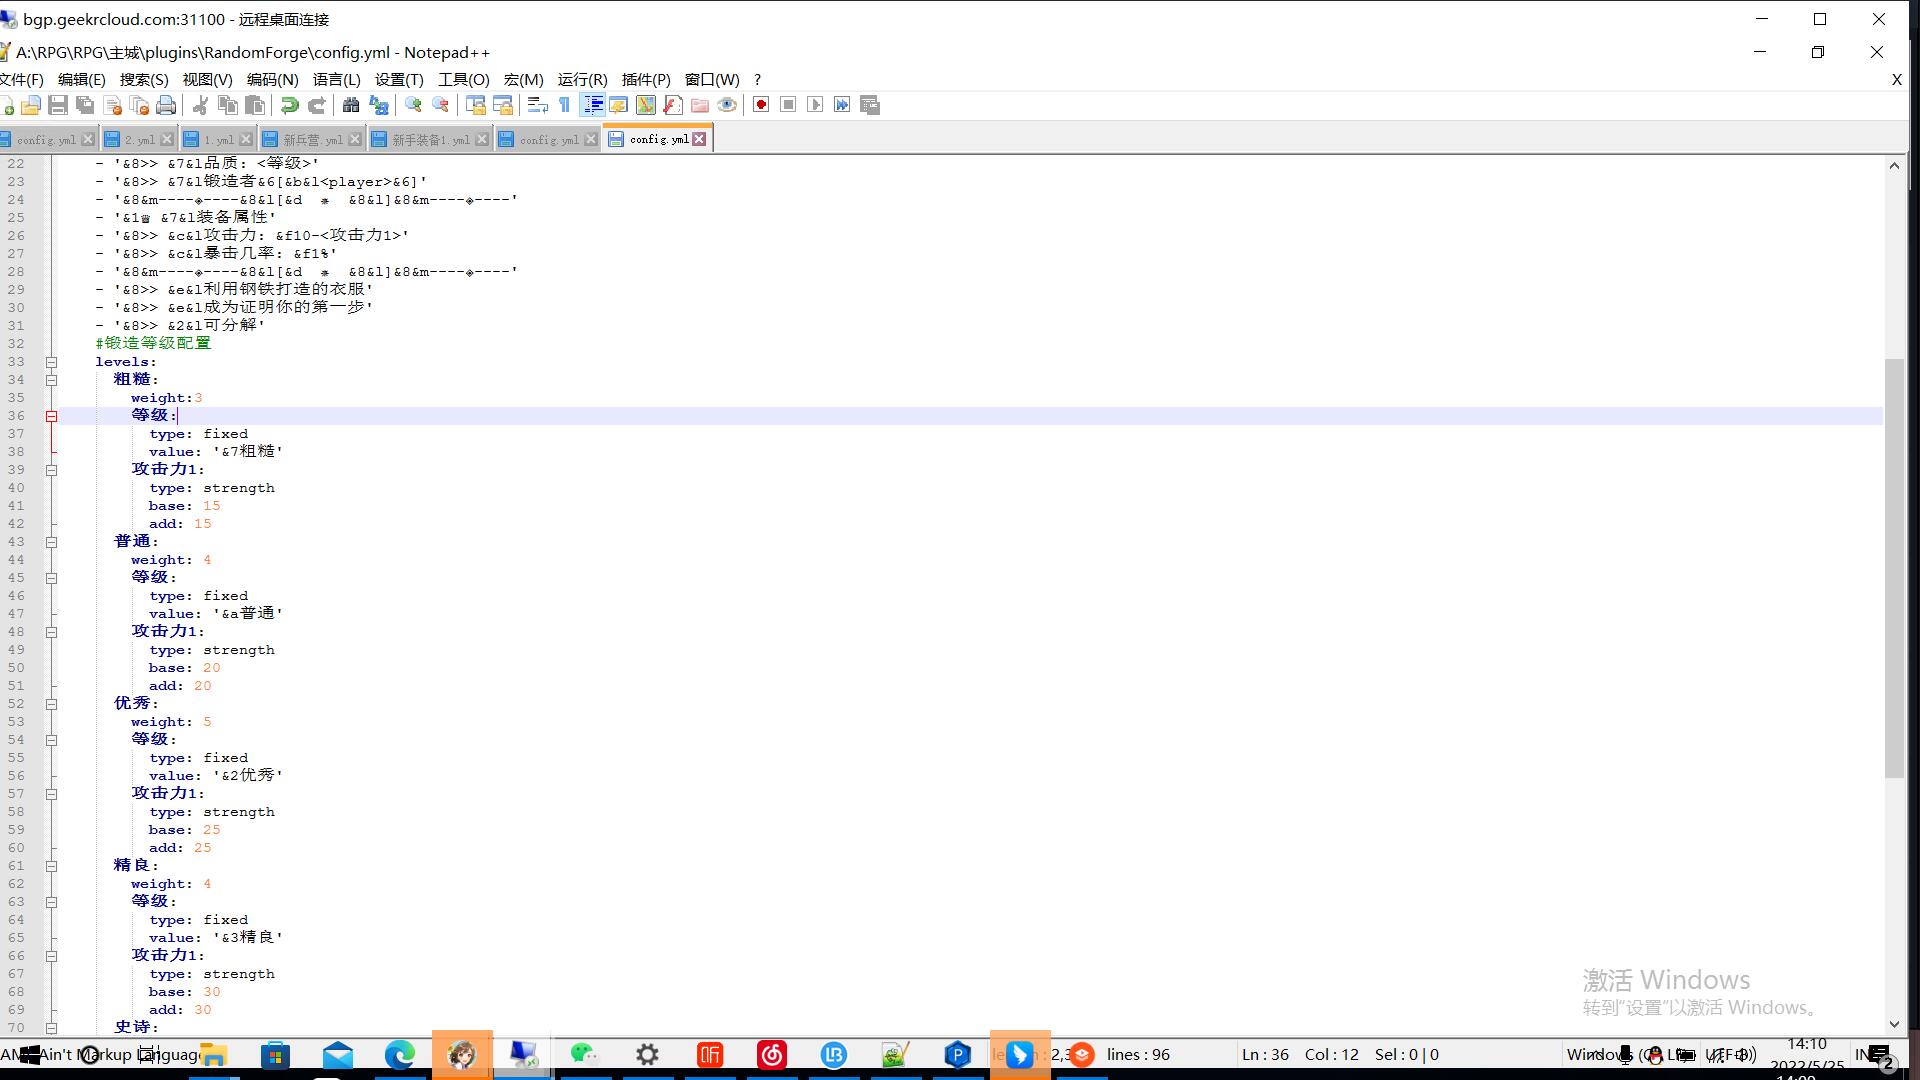 bgp.geekrcloud.com:31100 - 远程桌面连接
A:\RPG\RPG\主城\plugins\RandomForge\config.yml - Notepad++
文件(F) 编辑(E) 搜索(S) 视图(V) 编码(N) 语言(L) 设置(T) 工具(O) 宏(M) 运行(R) 插件(P) 窗口(W) ? X
config.yml 2.yml 1.yml 新兵营.yml 新手装备1.yml config.yml config.yml
22 - '&8>> &7&l品质: <等级>'
23 - '&8>> &7&l锻造者&6[&b&l<player>&6]'
24 - '&8&m----◈----&8&l[&d ⁕ &8&l]&8&m----◈----'
25 - '&1♕ &7&l装备属性'
26 - '&8>> &c&l攻击力: &f10-<攻击力1>'
27 - '&8>> &c&l暴击几率: &f1%'
28 - '&8&m----◈----&8&l[&d ⁕ &8&l]&8&m----◈----'
29 - '&8>> &e&l利用钢铁打造的衣服'
30 - '&8>> &e&l成为证明你的第一步'
31 - '&8>> &2&l可分解'
32 #锻造等级配置
33 levels:
34 粗糙:
35 weight:3
36 等级:
37 type: fixed
38 value: '&7粗糙'
39 攻击力1:
40 type: strength
41 base: 15
42 add: 15
43 普通:
44 weight: 4
45 等级:
46 type: fixed
47 value: '&a普通'
48 攻击力1:
49 type: strength
50 base: 20
51 add: 20
52 优秀:
53 weight: 5
54 等级:
55 type: fixed
56 value: '&2优秀'
57 攻击力1:
58 type: strength
59 base: 25
60 add: 25
61 精良:
62 weight: 4
63 等级:
64 type: fixed
65 value: '&3精良'
66 攻击力1:
67 type: strength
68 base: 30
69 add: 30
70 史诗:
激活 Windows
转到"设置"以激活 Windows。
Ain't Markup Language lines : 96 Ln : 36 Col : 12 Sel : 0 | 0 14:10
2022/5/25
2